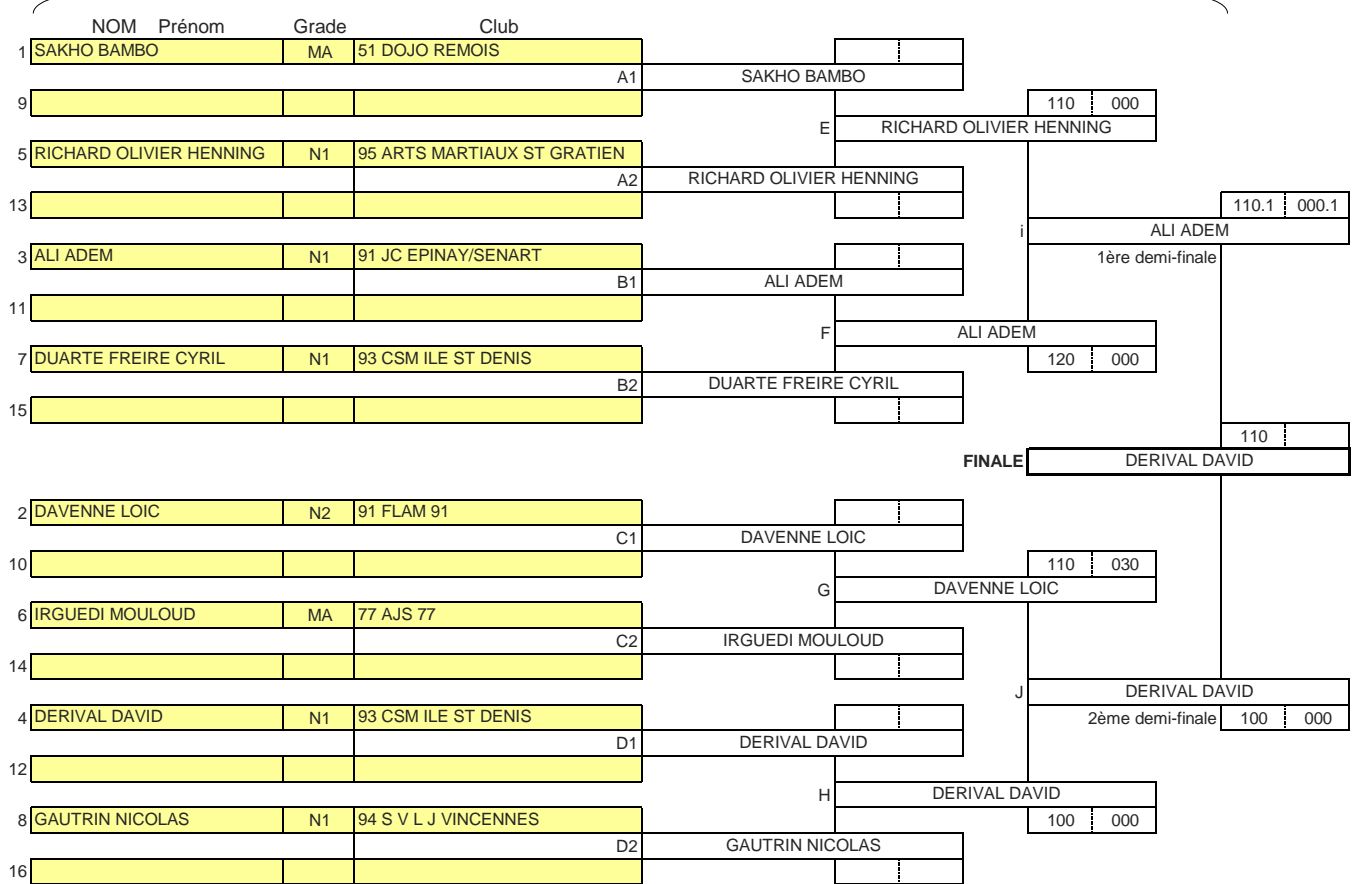 NOM Prénom Grade Club
1 SAKHO BAMBO MA 51 DOJO REMOIS
A1 SAKHO BAMBO
9 110 000
E RICHARD OLIVIER HENNING
5 RICHARD OLIVIER HENNING N1 95 ARTS MARTIAUX ST GRATIEN
A2 RICHARD OLIVIER HENNING
13 110.1 000.1
i ALI ADEM
3 ALI ADEM N1 91 JC EPINAY/SENART 1ère demi-finale
B1 ALI ADEM
11
F ALI ADEM
7 DUARTE FREIRE CYRIL N1 93 CSM ILE ST DENIS 120 000
B2 DUARTE FREIRE CYRIL
15
110
FINALE DERIVAL DAVID
2 DAVENNE LOIC N2 91 FLAM 91
C1 DAVENNE LOIC
10 110 030
G DAVENNE LOIC
6 IRGUEDI MOULOUD MA 77 AJS 77
C2 IRGUEDI MOULOUD
14
J DERIVAL DAVID
4 DERIVAL DAVID N1 93 CSM ILE ST DENIS 2ème demi-finale 100 000
D1 DERIVAL DAVID
12
H DERIVAL DAVID
8 GAUTRIN NICOLAS N1 94 S V L J VINCENNES 100 000
D2 GAUTRIN NICOLAS
16